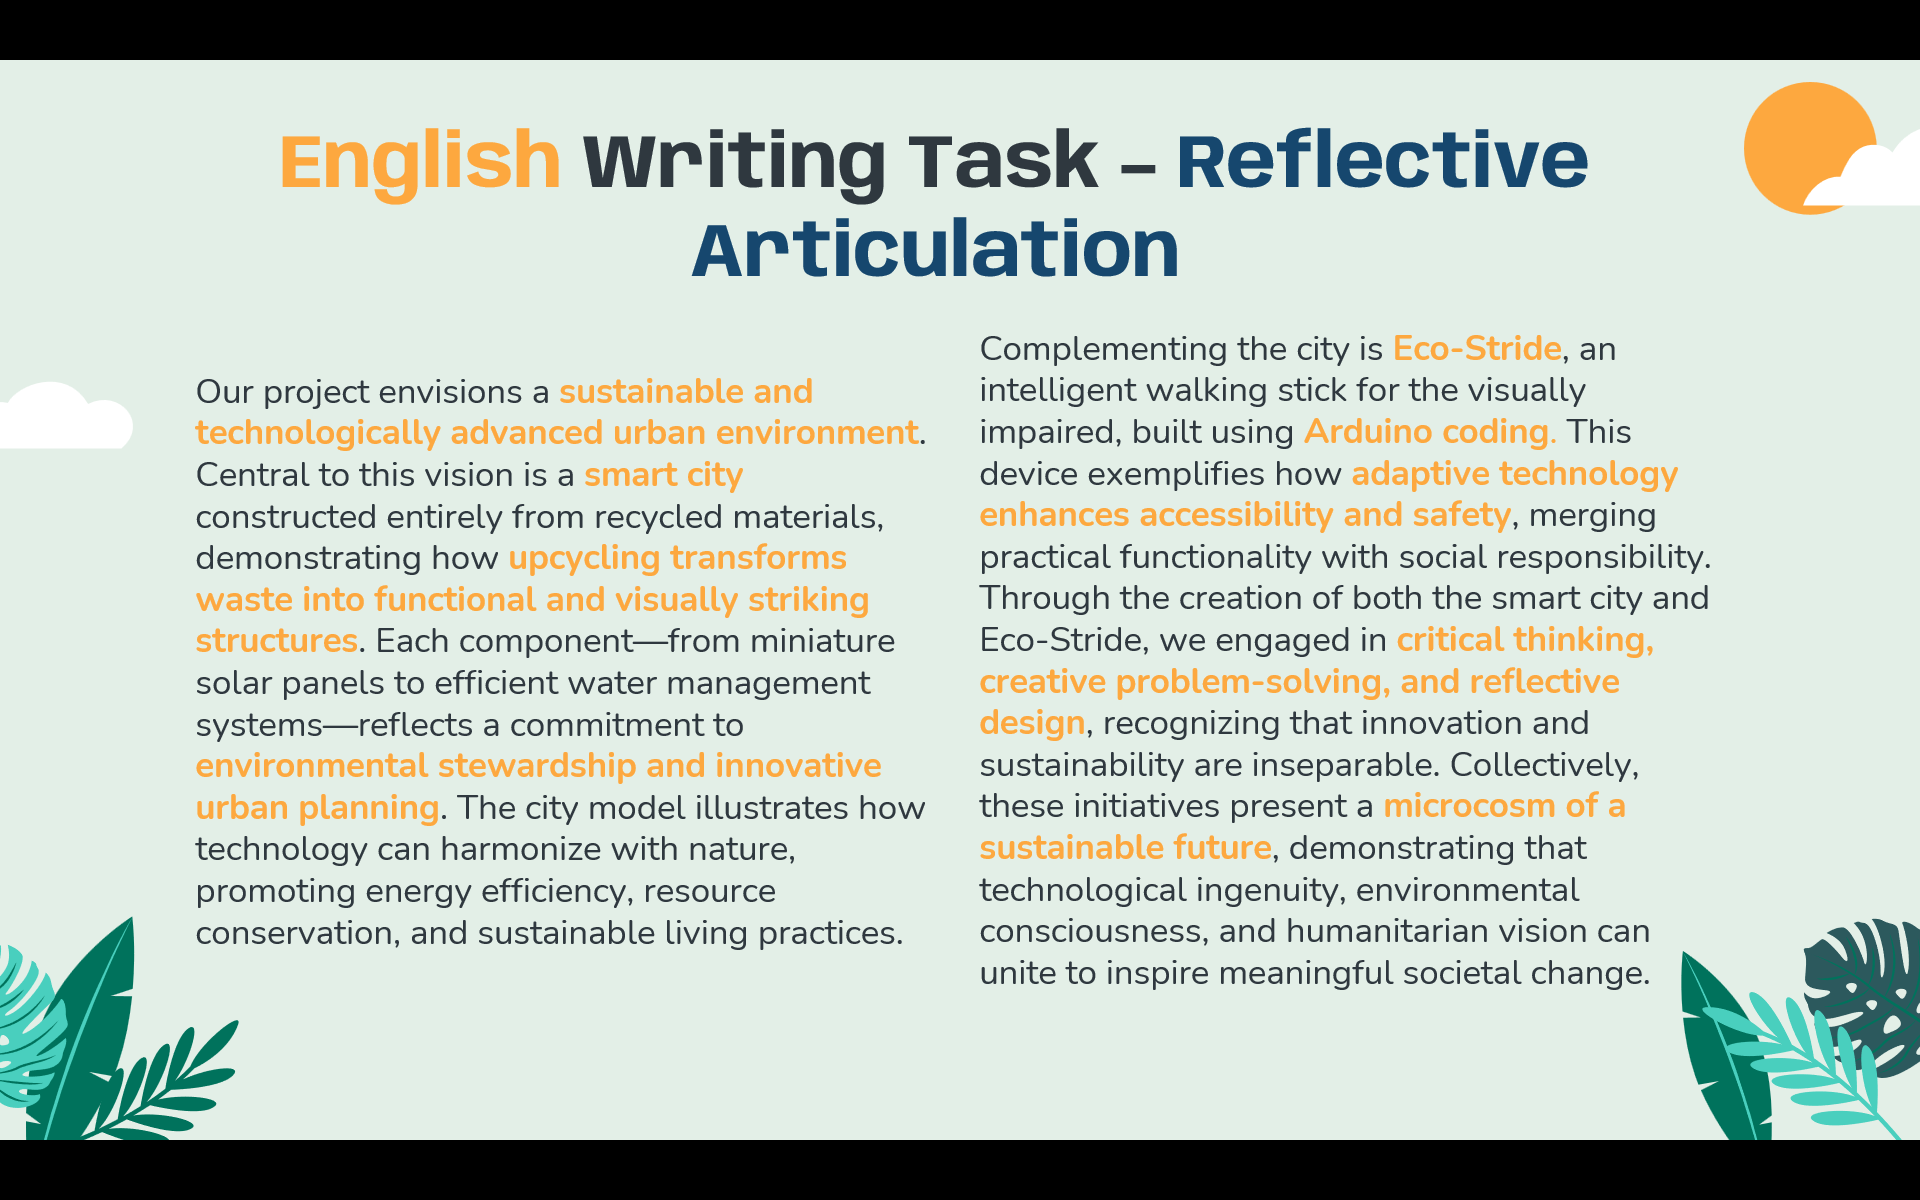 English Writing Task – Reflective
Articulation
Our project envisions a sustainable and
technologically advanced urban environment.
Central to this vision is a smart city
constructed entirely from recycled materials,
demonstrating how upcycling transforms
waste into functional and visually striking
structures. Each component—from miniature
solar panels to efficient water management
systems—reflects a commitment to
environmental stewardship and innovative
urban planning. The city model illustrates how
technology can harmonize with nature,
promoting energy efficiency, resource
conservation, and sustainable living practices.
Complementing the city is Eco-Stride, an
intelligent walking stick for the visually
impaired, built using Arduino coding. This
device exemplifies how adaptive technology
enhances accessibility and safety, merging
practical functionality with social responsibility.
Through the creation of both the smart city and
Eco-Stride, we engaged in critical thinking,
creative problem-solving, and reflective
design, recognizing that innovation and
sustainability are inseparable. Collectively,
these initiatives present a microcosm of a
sustainable future, demonstrating that
technological ingenuity, environmental
consciousness, and humanitarian vision can
unite to inspire meaningful societal change.